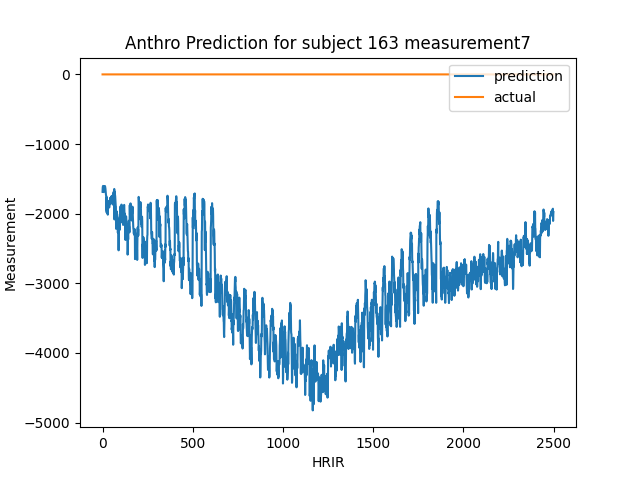 Anthro Prediction for subject 163 measurement7
prediction
actual
0
−1000
−2000
−3000
−4000
−5000
Measurement
0
500
1000
1500
2000
2500
HRIR